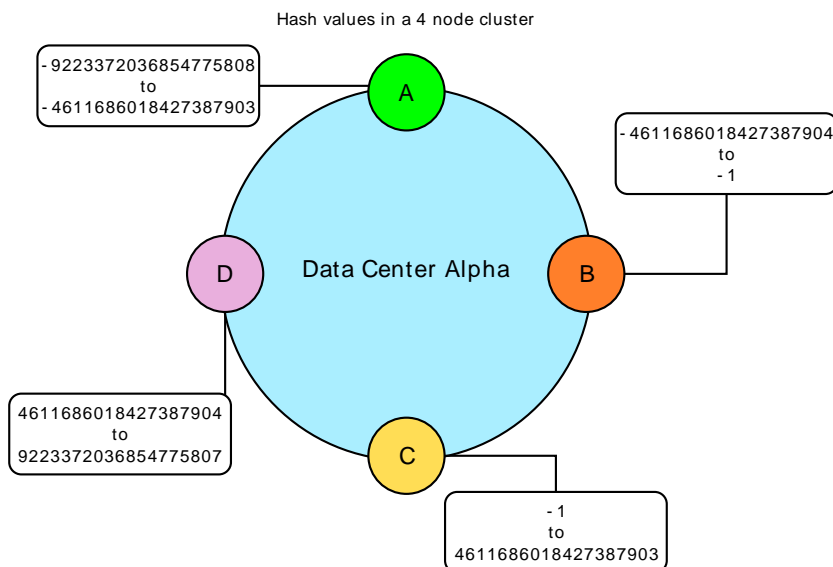 Hash values in a 4 node cluster
-9223372036854775808
to
-4611686018427387903
A
-4611686018427387904
to
-1
D
Data Center Alpha
B
4611686018427387904
to
9223372036854775807
C
-1
to
4611686018427387903